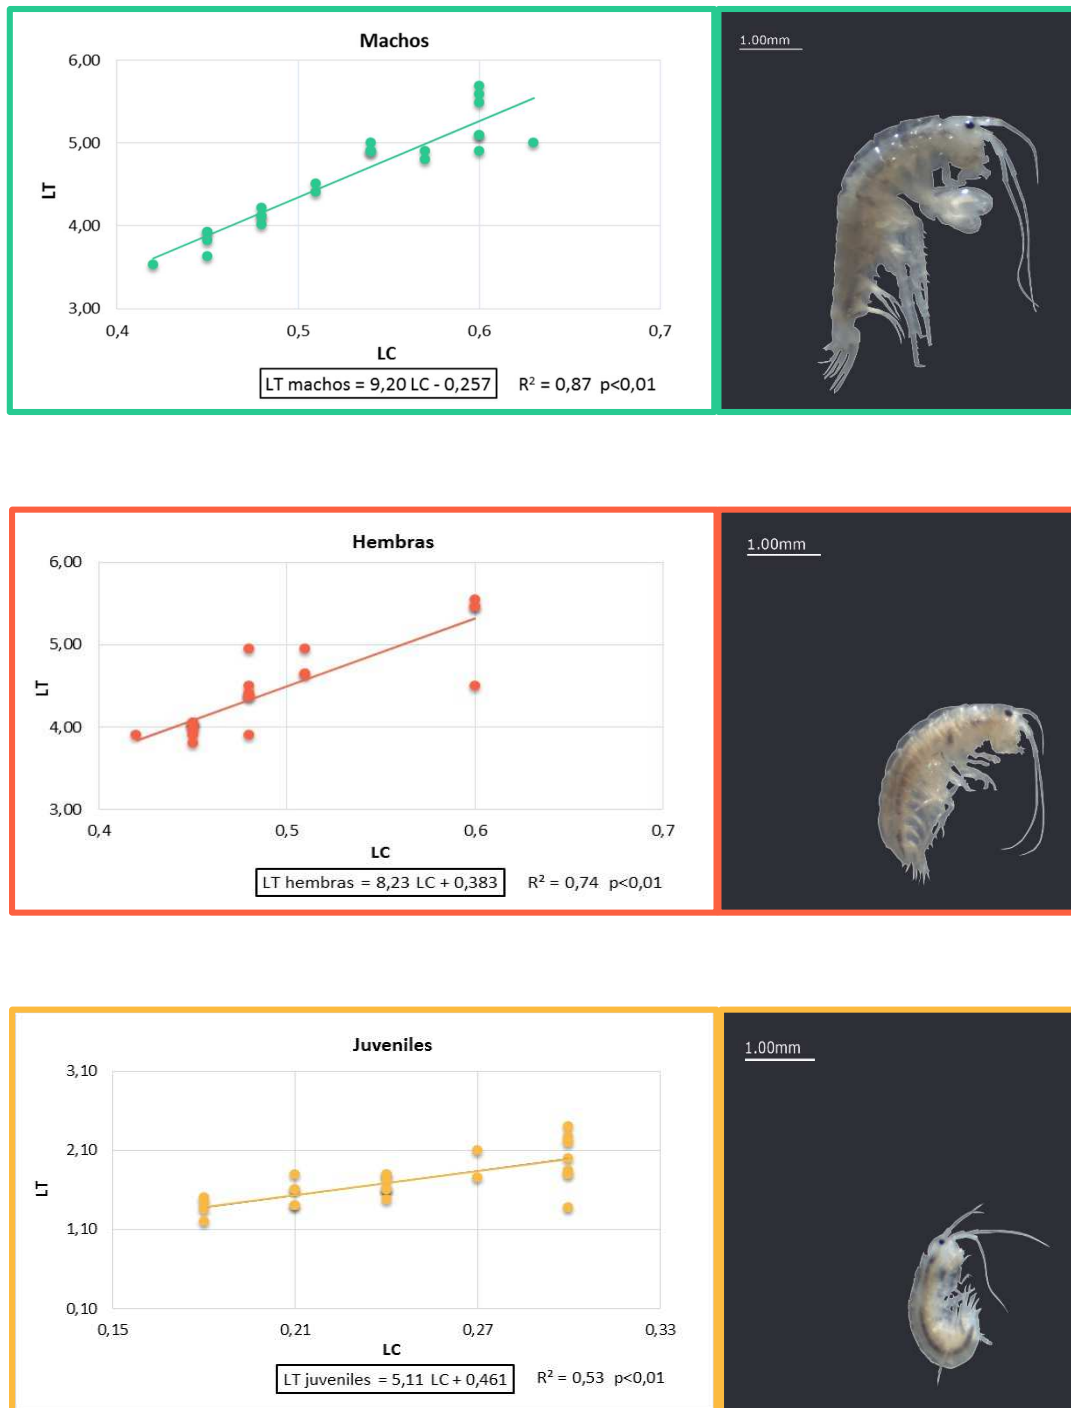 Machos
1.00mm
6,00
5,00
LT
4,00
3,00
0,4 0,5 0,6 0,7
LC
LT machos = 9,20 LC - 0,257 R² = 0,87 p<0,01
Hembras
1.00mm
6,00
5,00
LT
4,00
3,00
0,4 0,5 0,6 0,7
LC
LT hembras = 8,23 LC + 0,383 R² = 0,74 p<0,01
Juveniles
1.00mm
3,10
2,10
LT
1,10
0,10
0,15 0,21 0,27 0,33
LC
LT juveniles = 5,11 LC + 0,461 R² = 0,53 p<0,01